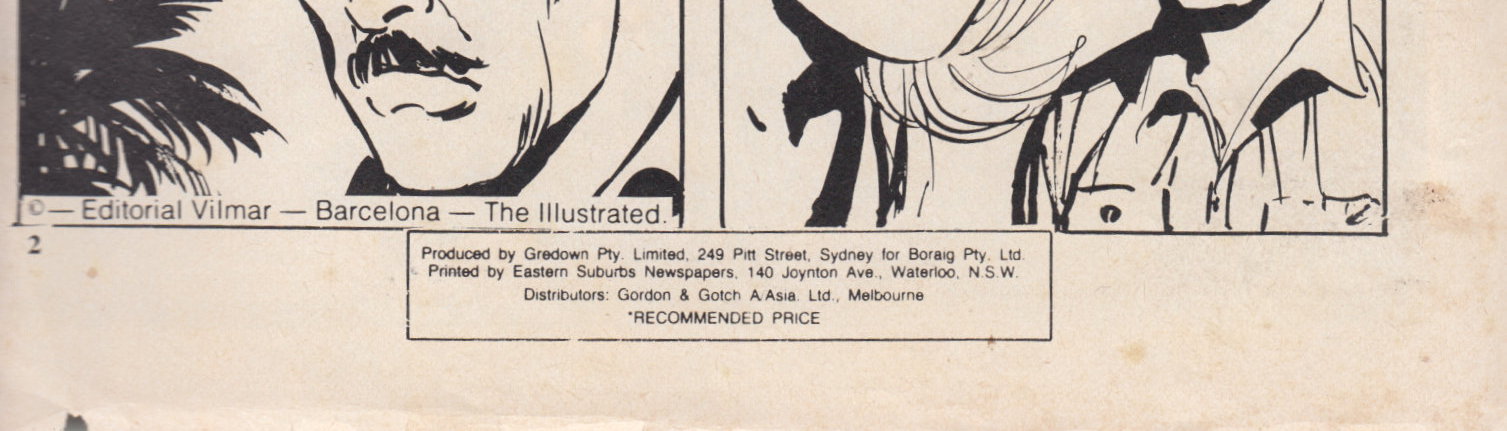 ©— Editorial Vilmar — Barcelona — The Illustrated.
2
Produced by Gredown Pty. Limited, 249 Pitt Street, Sydney for Boraig Pty. Ltd.
Printed by Eastern Suburbs Newspapers, 140 Joynton Ave., Waterloo, N.S.W.
Distributors: Gordon & Gotch A/Asia. Ltd., Melbourne
*RECOMMENDED PRICE